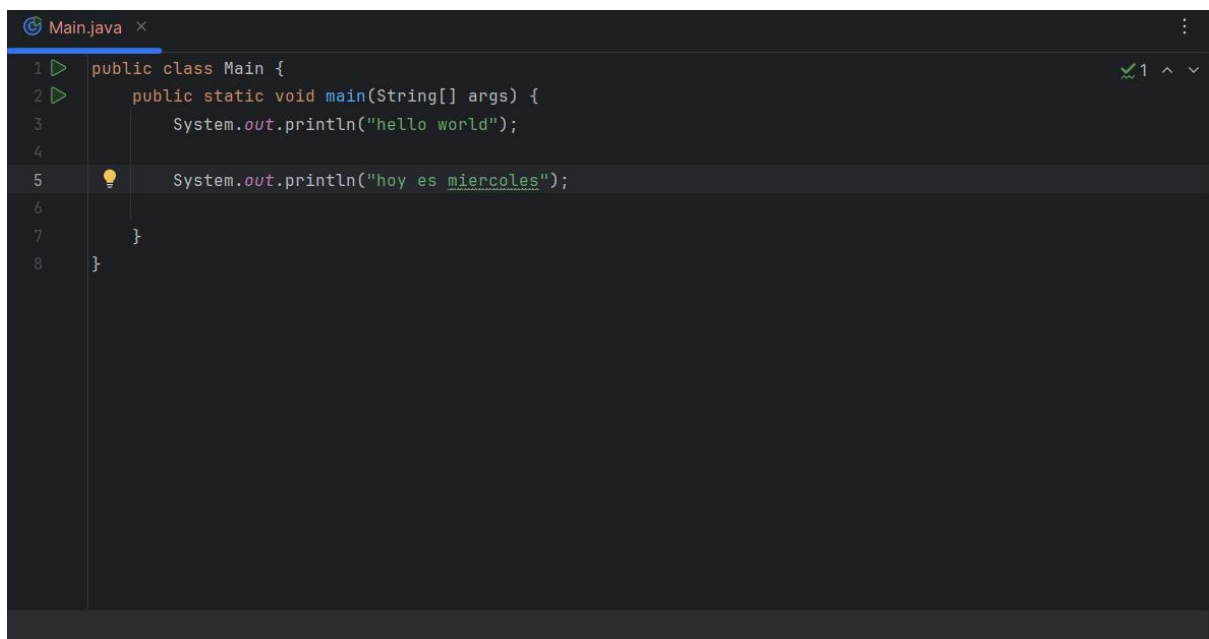 Main.java
1 public class Main {
2 public static void main(String[] args) {
3 System.out.println("hello world");
4
5 System.out.println("hoy es miercoles");
6
7 }
8 }
1